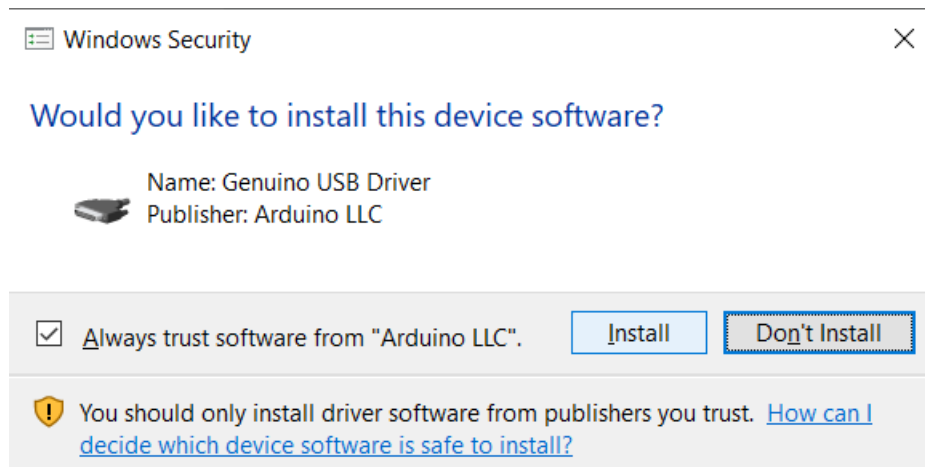 Windows Security
Would you like to install this device software?
Name: Genuino USB Driver
Publisher: Arduino LLC
Always trust software from "Arduino LLC".
Install
Don't Install
You should only install driver software from publishers you trust. How can I
decide which device software is safe to install?